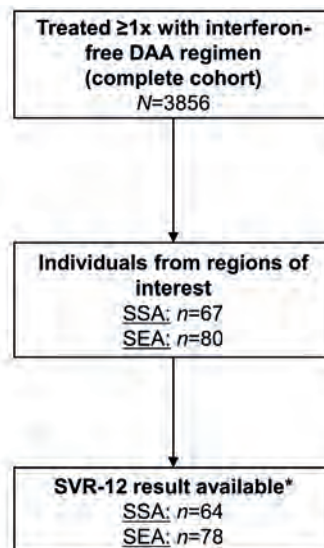 Treated ≥1x with interferon-
free DAA regimen
(complete cohort)
N=3856
Individuals from regions of
interest
SSA: n=67
SEA: n=80
SVR-12 result available*
SSA: n=64
SEA: n=78